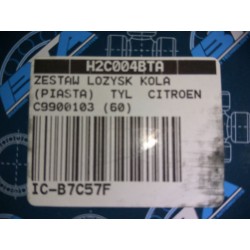 H2C004BTA
ZESTAW LOZYSK KOLA
(PIASTA) TYL CITROEN
C9900103 (60)
IC-B7C57F